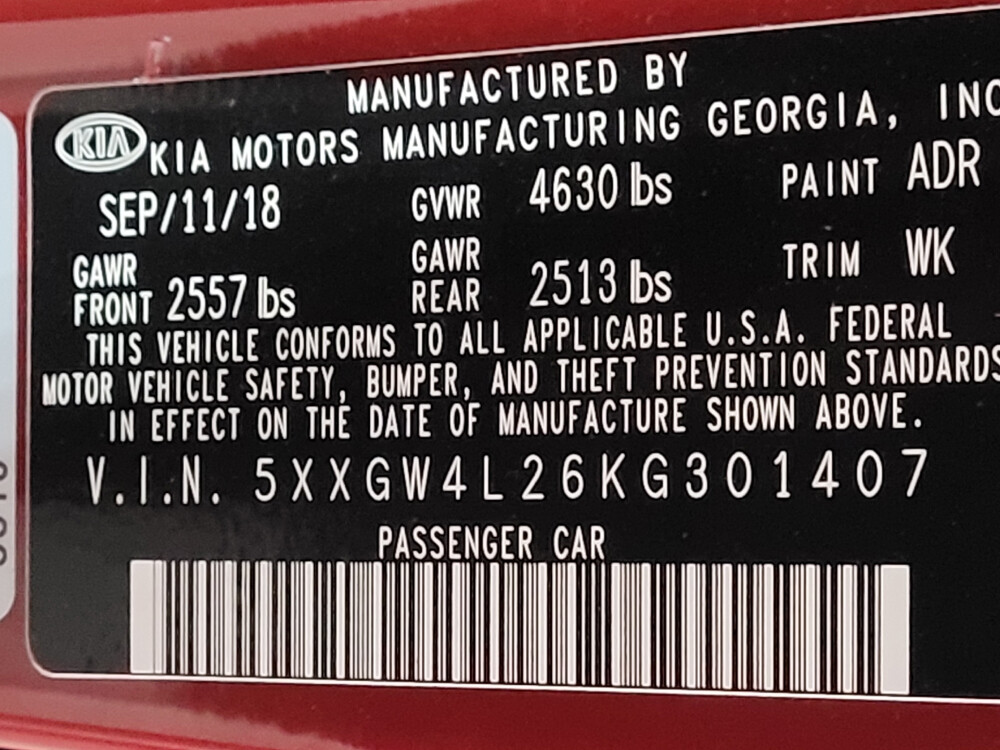 MANUFACTURED BY
KIA KIA MOTORS MANUFACTURING GEORGIA, INC
SEP/11/18 GVWR 4630 lbs PAINT ADR
GAWR FRONT 2557 lbs GAWR REAR 2513 lbs TRIM WK
THIS VEHICLE CONFORMS TO ALL APPLICABLE U.S.A. FEDERAL
MOTOR VEHICLE SAFETY, BUMPER, AND THEFT PREVENTION STANDARDS
IN EFFECT ON THE DATE OF MANUFACTURE SHOWN ABOVE.
V.I.N. 5XXGW4L26KG301407
PASSENGER CAR